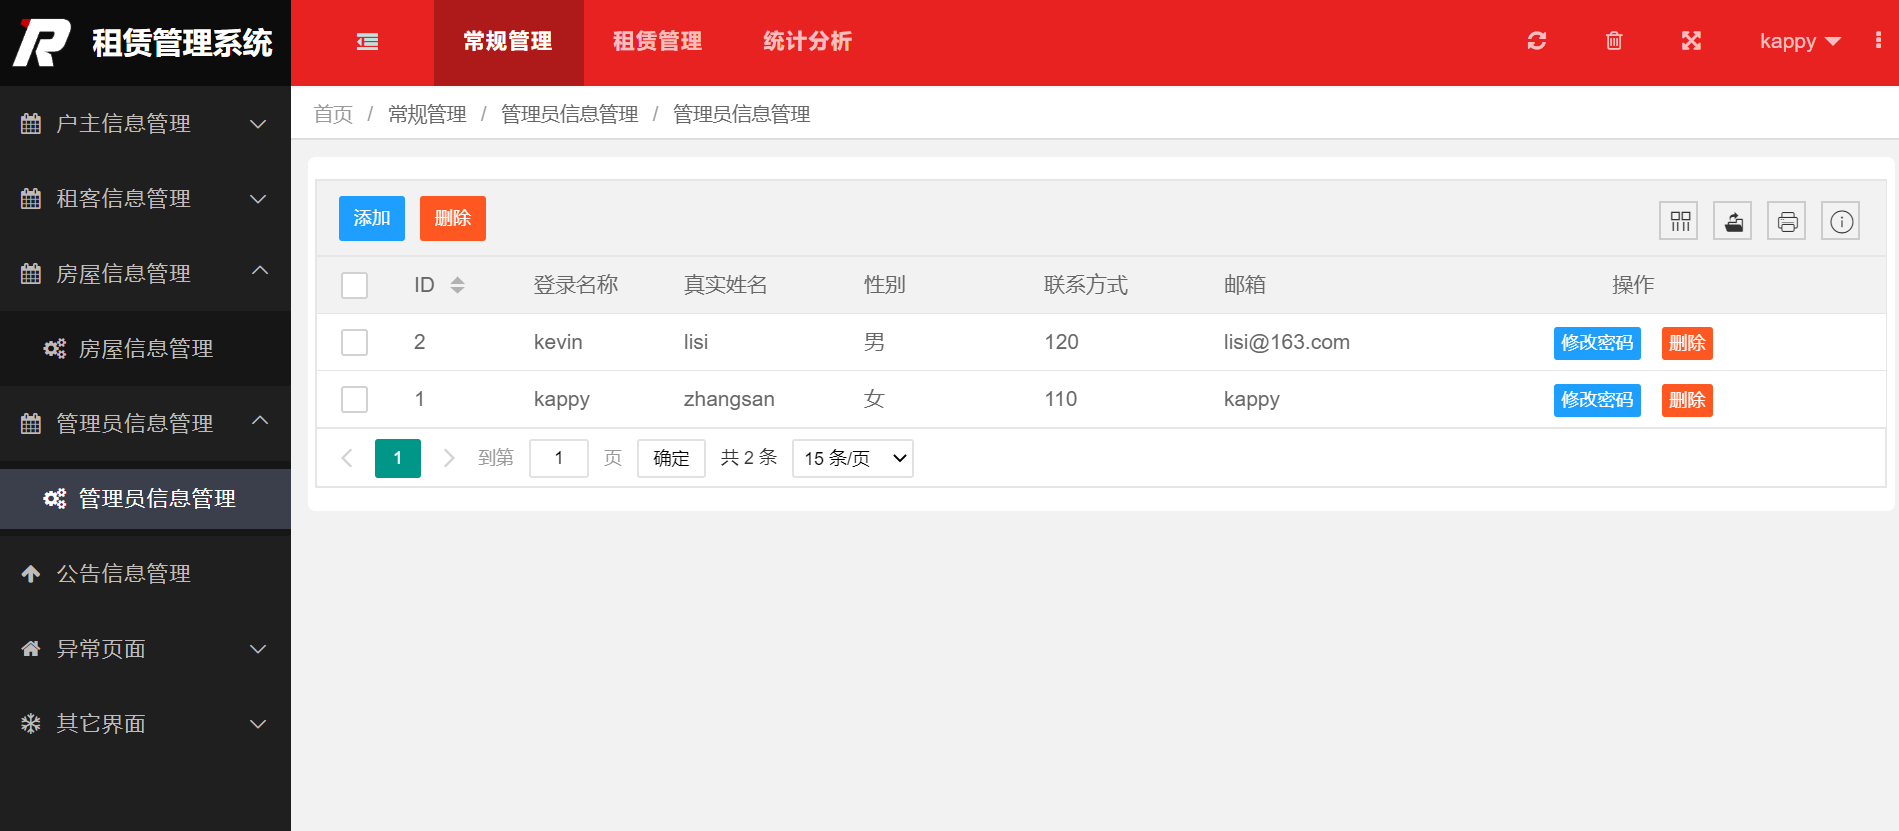 租赁管理系统
常规管理 租赁管理 统计分析 kappy
首页 / 常规管理 / 管理员信息管理 / 管理员信息管理
户主信息管理
租客信息管理
房屋信息管理
房屋信息管理
管理员信息管理
管理员信息管理
公告信息管理
异常页面
其它界面
添加 删除
ID 登录名称 真实姓名 性别 联系方式 邮箱 操作
2 kevin lisi 男 120 lisi@163.com 修改密码 删除
1 kappy zhangsan 女 110 kappy 修改密码 删除
1 到第 1 页 确定 共 2 条 15 条/页